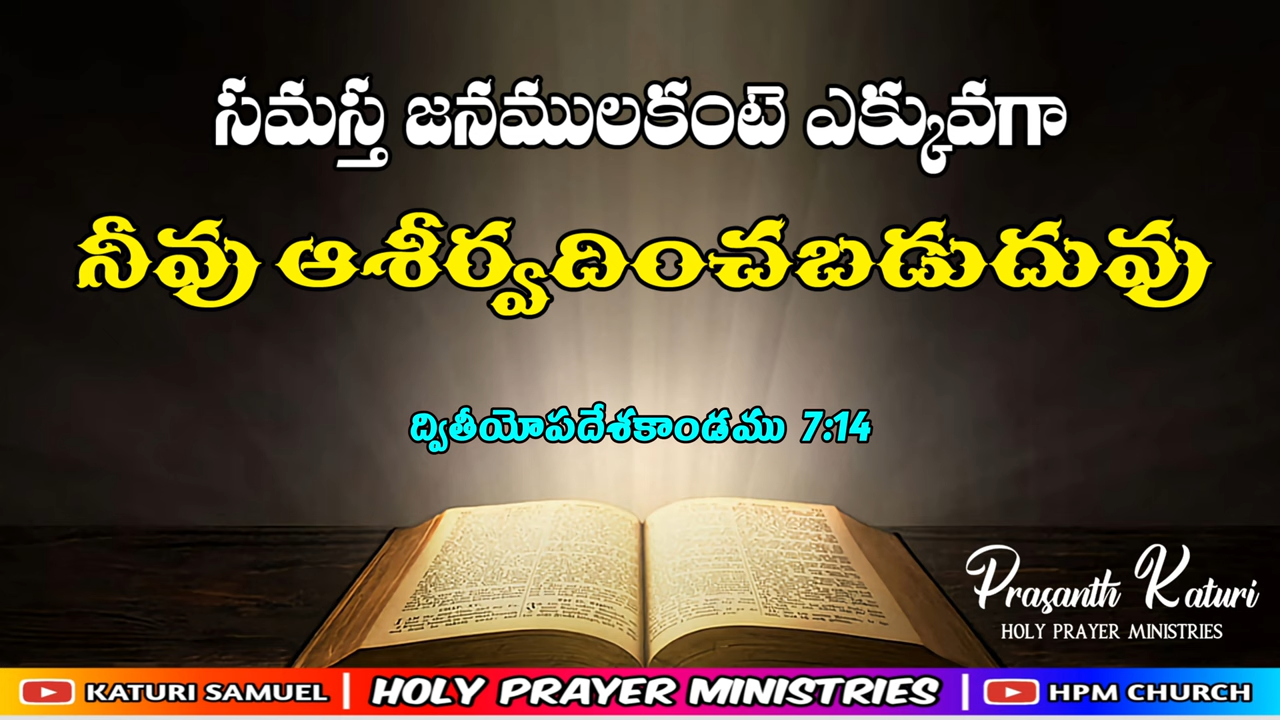 సమస్త జనములకంటె ఎక్కువగా
నీవు ఆశీర్వదించబడుదువు
ద్వితీయోపదేశకాండము 7:14
Prasanth Katuri
HOLY PRAYER MINISTRIES
KATURI SAMUEL | HOLY PRAYER MINISTRIES | HPM CHURCH